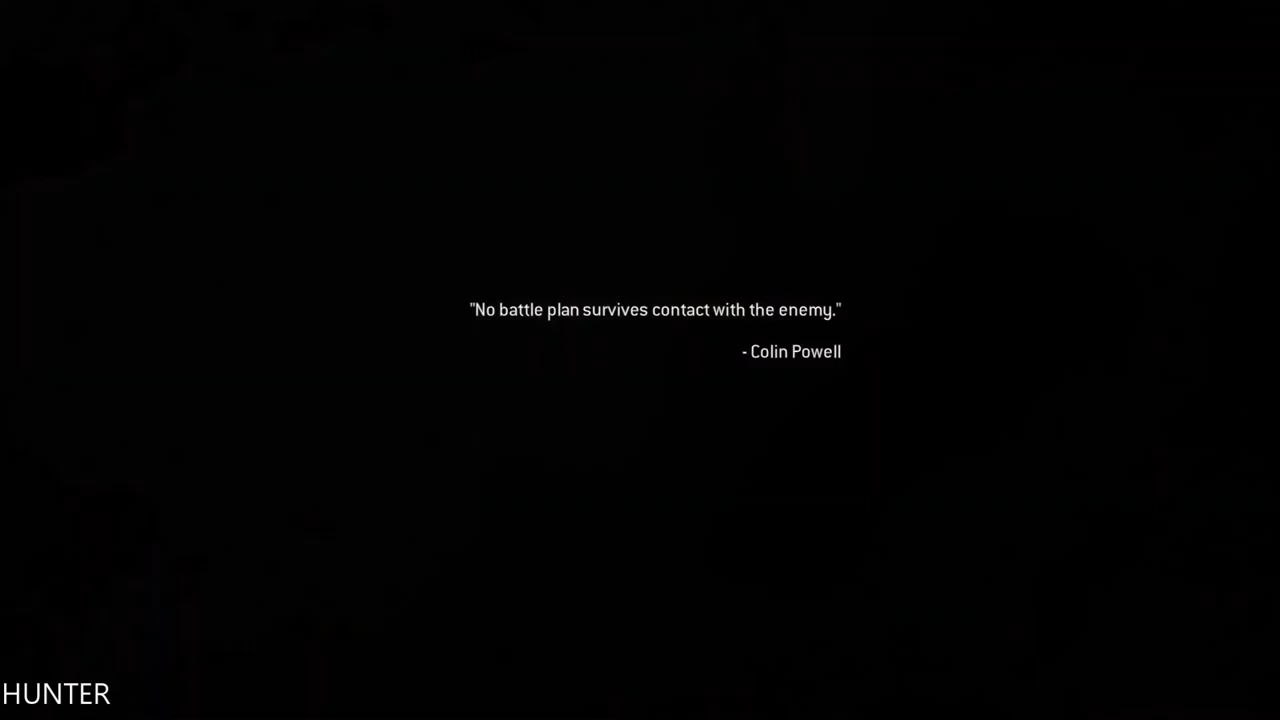 "No battle plan survives contact with the enemy."
- Colin Powell
HUNTER